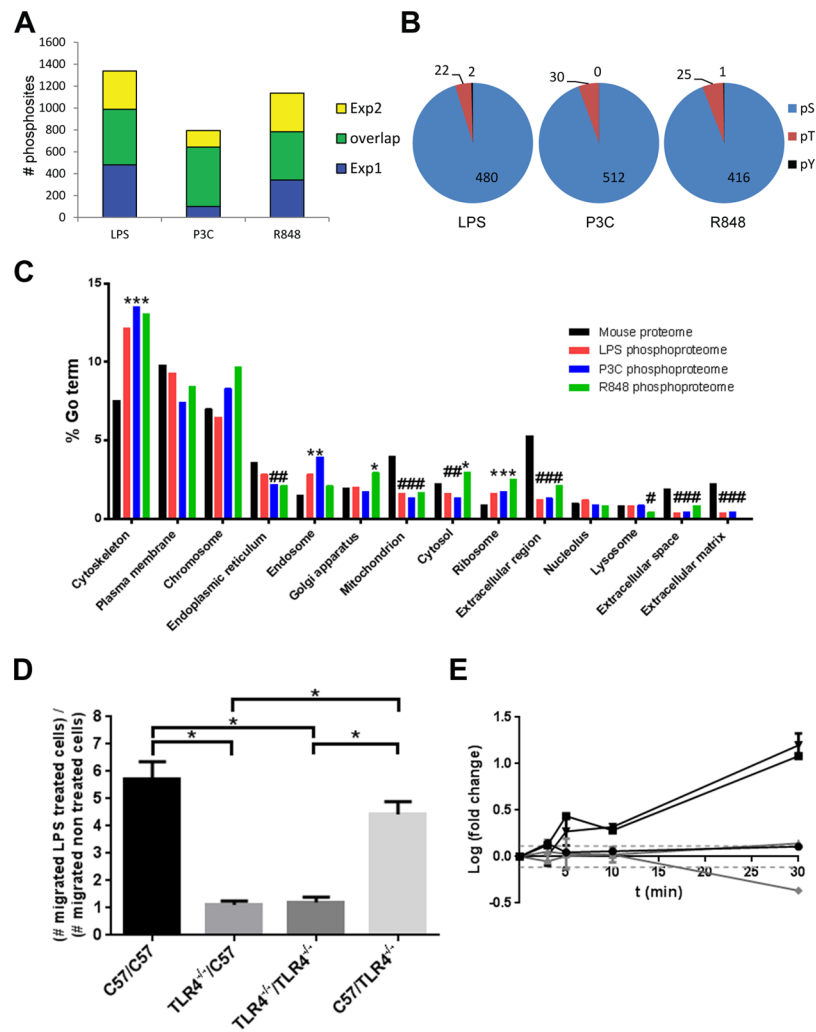 A
# phosphosites
1600
1400
1200
1000
800
600
400
200
0
LPS
P3C
R848
Exp2
overlap
Exp1
B
22
2
480
LPS
30
0
512
P3C
25
1
416
R848
pS
pT
pY
C
% Go term
15
10
5
0
***
##
**
*
###
##
*
***
###
#
###
###
Mouse proteome
LPS phosphoproteome
P3C phosphoproteome
R848 phosphoproteome
Cytoskeleton
Plasma membrane
Chromosome
Endoplasmic reticulum
Endosome
Golgi apparatus
Mitochondrion
Cytosol
Ribosome
Extracellular region
Nucleolus
Lysosome
Extracellular space
Extracellular matrix
D
(# migrated LPS treated cells) /
(# migrated non treated cells)
8
7
6
5
4
3
2
1
0
*
*
*
*
C57/C57
TLR4-/-/C57
TLR4-/-/TLR4-/-
C57/TLR4-/-
E
Log (fold change)
1.5
1.0
0.5
0.0
-0.5
5
10
15
20
25
30
t (min)